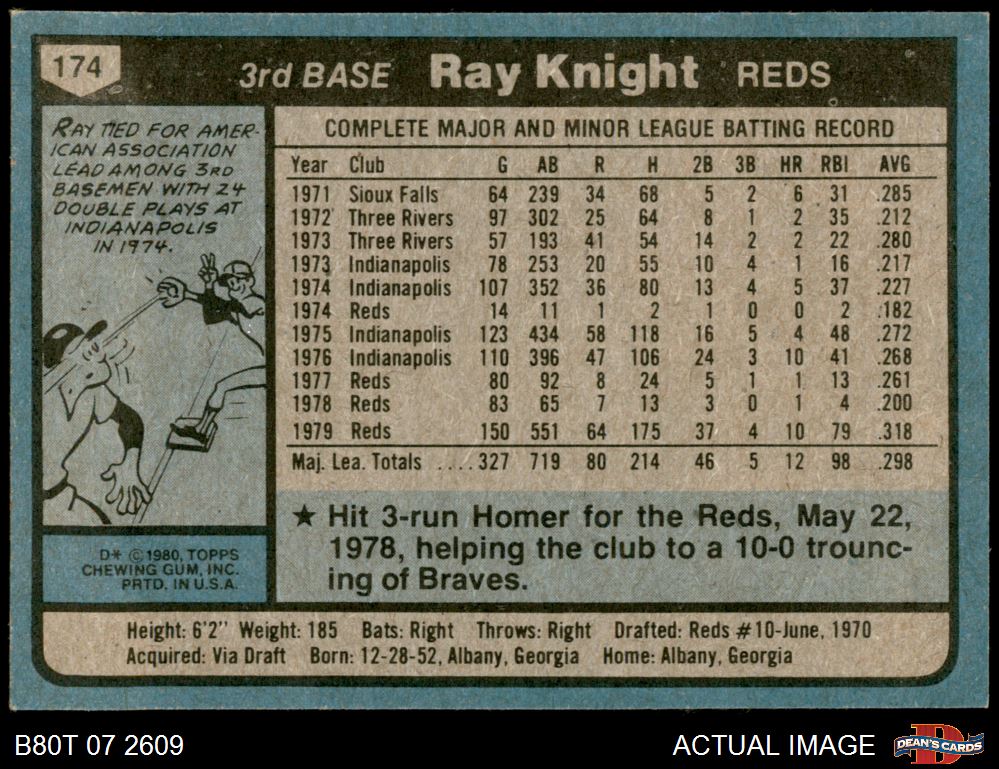 174
3rd BASE Ray Knight REDS
RAY TIED FOR AMER-
ICAN ASSOCIATION
LEAD AMONG 3RD
BASEMEN WITH 24
DOUBLE PLAYS AT
INDIANAPOLIS
IN 1974.
D* © 1980, TOPPS
CHEWING GUM, INC.
PRTD. IN U.S.A.
COMPLETE MAJOR AND MINOR LEAGUE BATTING RECORD
Year Club G AB R H 2B 3B HR RBI AVG
1971 Sioux Falls 64 239 34 68 5 2 6 31 .285
1972 Three Rivers 97 302 25 64 8 1 2 35 .212
1973 Three Rivers 57 193 41 54 14 2 2 22 .280
1973 Indianapolis 78 253 20 55 10 4 1 16 .217
1974 Indianapolis 107 352 36 80 13 4 5 37 .227
1974 Reds 14 11 1 2 1 0 0 2 .182
1975 Indianapolis 123 434 58 118 16 5 4 48 .272
1976 Indianapolis 110 396 47 106 24 3 10 41 .268
1977 Reds 80 92 8 24 5 1 1 13 .261
1978 Reds 83 65 7 13 3 0 1 4 .200
1979 Reds 150 551 64 175 37 4 10 79 .318
Maj. Lea. Totals ....327 719 80 214 46 5 12 98 .298
★ Hit 3-run Homer for the Reds, May 22,
1978, helping the club to a 10-0 trounc-
ing of Braves.
Height: 6'2" Weight: 185 Bats: Right Throws: Right Drafted: Reds #10-June, 1970
Acquired: Via Draft Born: 12-28-52, Albany, Georgia Home: Albany, Georgia
B80T 07 2609
ACTUAL IMAGE
D
DEAN'S CARDS